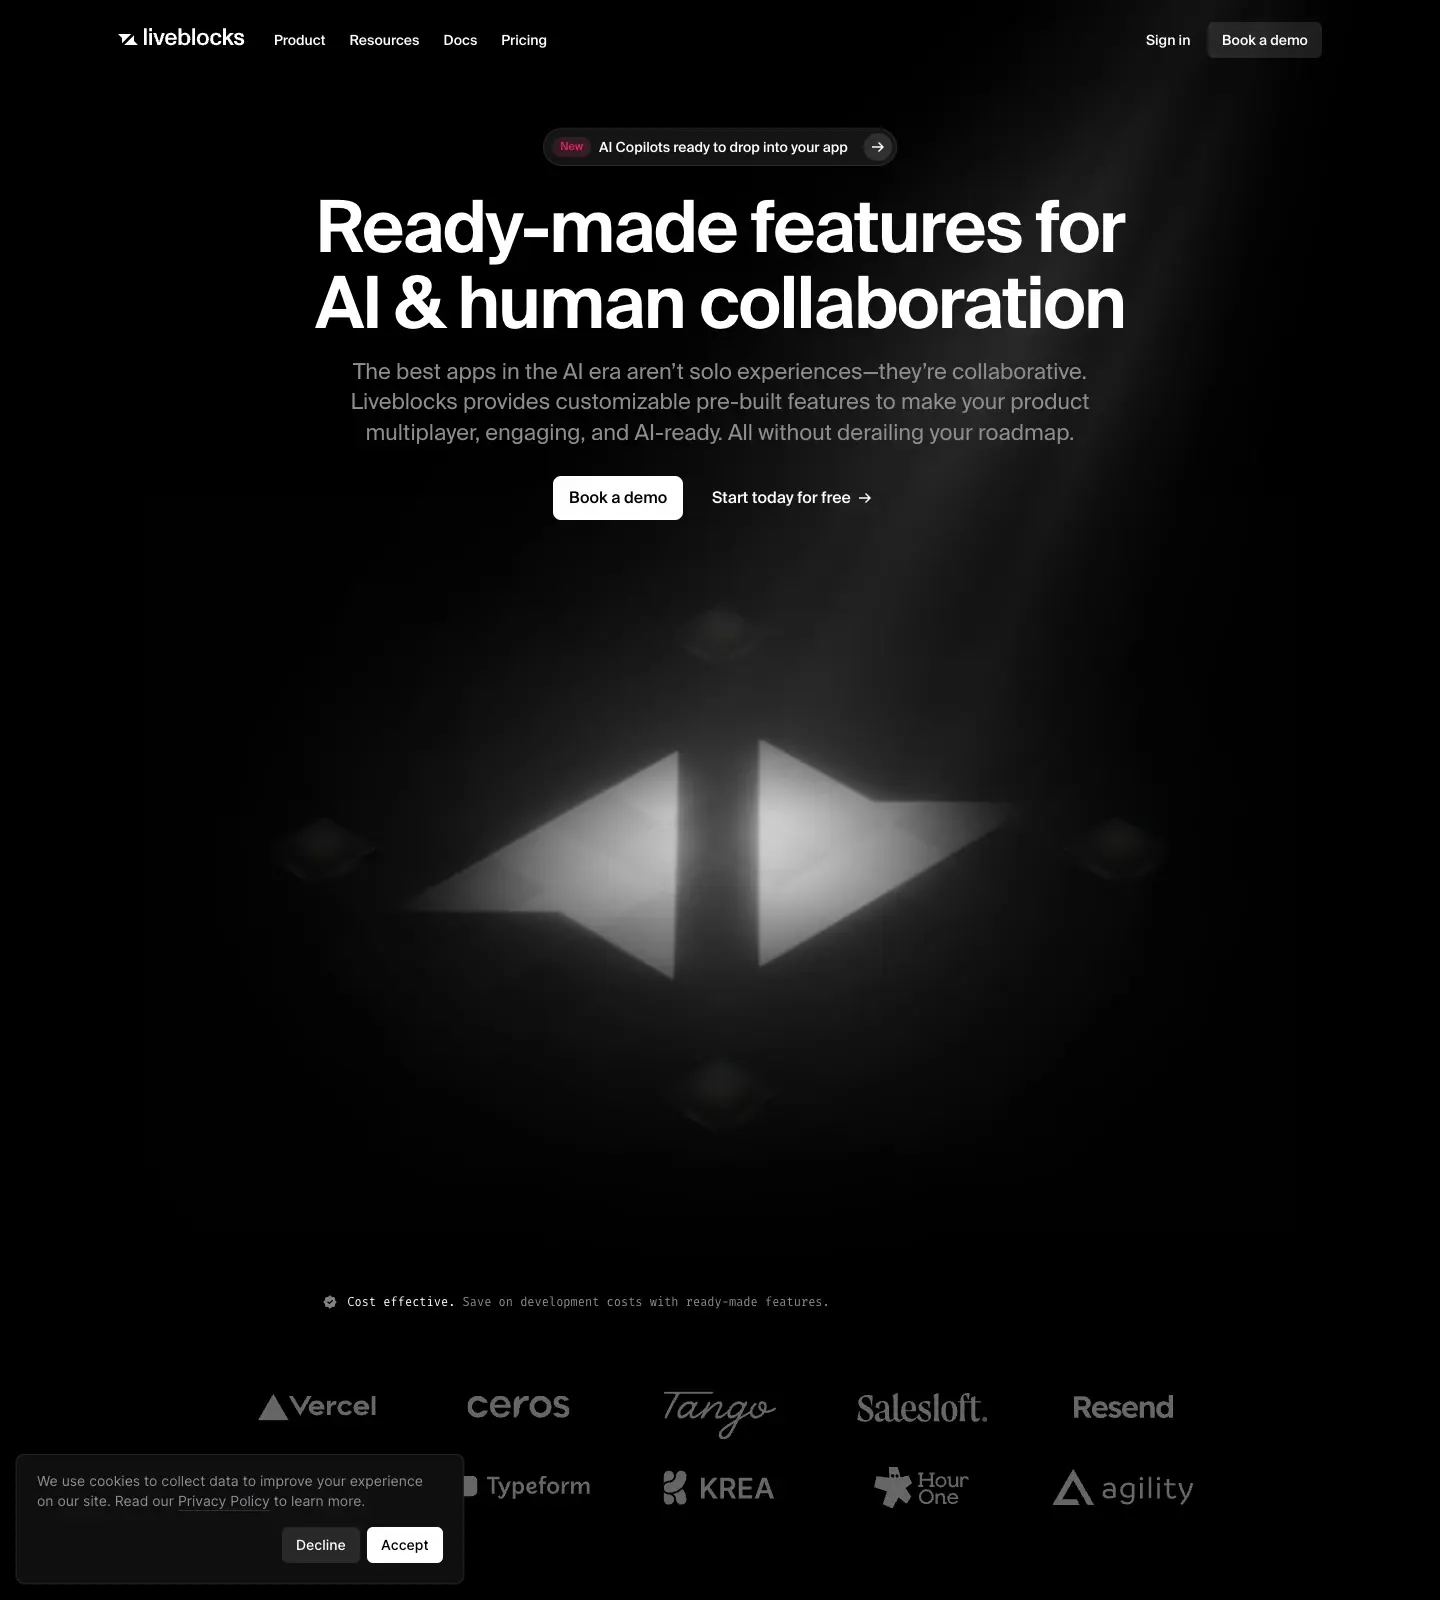 liveblocks
Product
Resources
Docs
Pricing
Sign in
Book a demo
New
AI Copilots ready to drop into your app
Ready-made features for
AI & human collaboration
The best apps in the AI era aren’t solo experiences—they’re collaborative.
Liveblocks provides customizable pre-built features to make your product
multiplayer, engaging, and AI-ready. All without derailing your roadmap.
Book a demo
Start today for free →
Cost effective. Save on development costs with ready-made features.
Vercel
ceros
Tango
Salesloft.
Resend
Typeform
KREA
Hour
One
agility
We use cookies to collect data to improve your experience
on our site. Read our Privacy Policy to learn more.
Decline
Accept